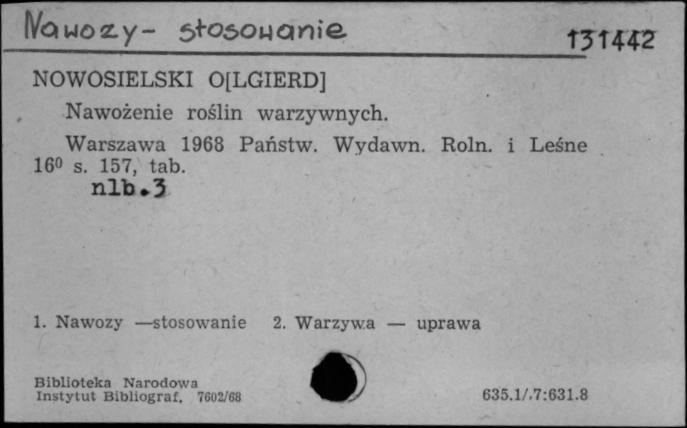 Nawozy - stosowanie
131442
NOWOSIELSKI O[LGIERD]
Nawożenie roślin warzywnych.
Warszawa 1968 Państw. Wydawn. Roln. i Leśne
16⁰ s. 157, tab.
nlb.3
1. Nawozy —stosowanie 2. Warzywa — uprawa
Biblioteka Narodowa
Instytut Bibliograf. 7602/68
635.1/.7:631.8